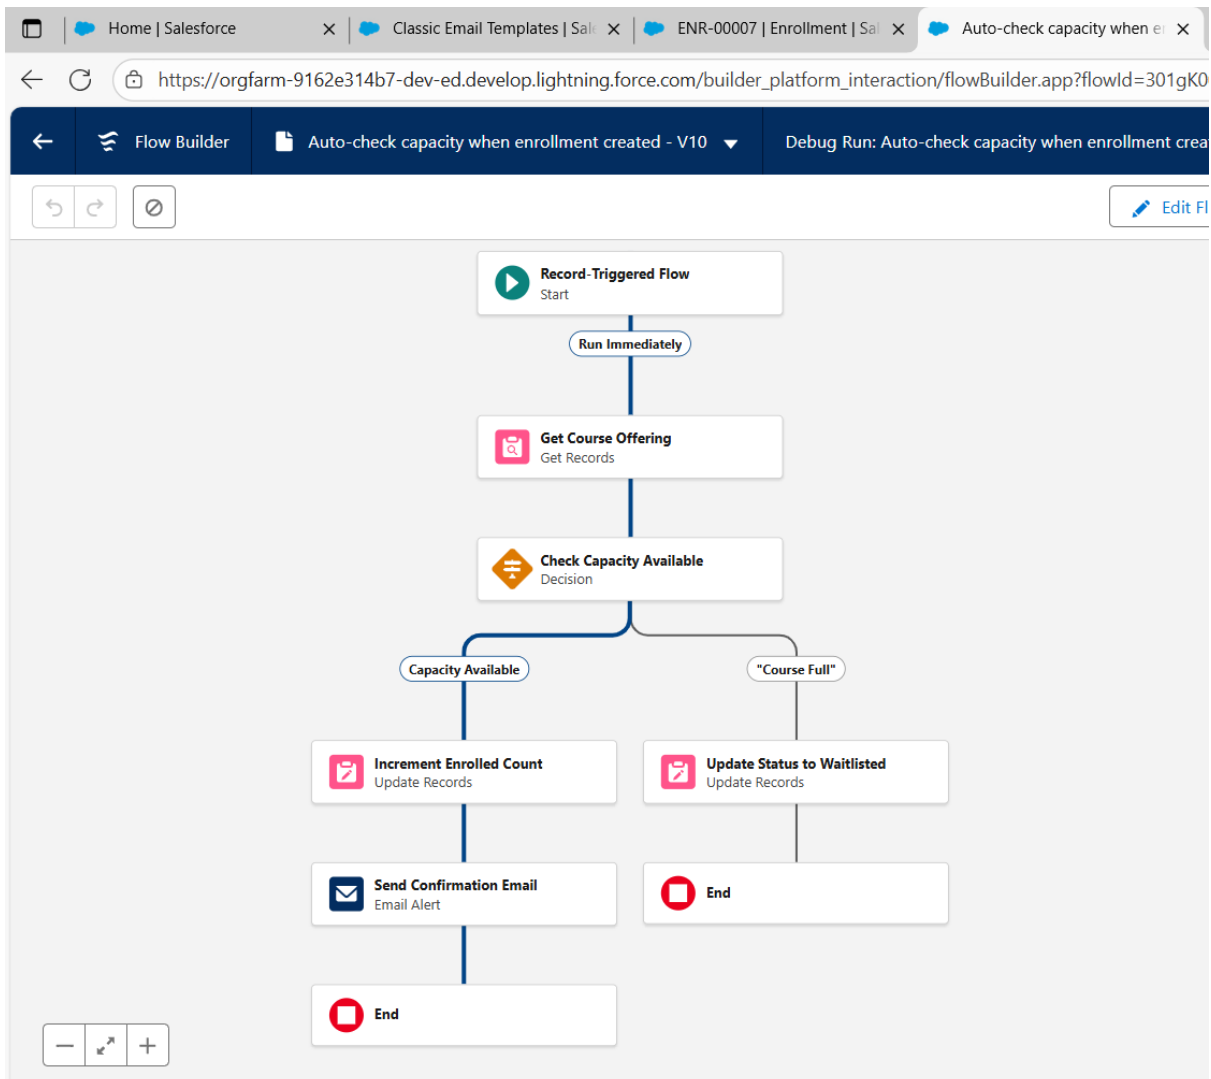 Home | Salesforce
Classic Email Templates | Sale
ENR-00007 | Enrollment | Sal
Auto-check capacity when e
https://orgfarm-9162e314b7-dev-ed.develop.lightning.force.com/builder_platform_interaction/flowBuilder.app?flowId=301gK0
Flow Builder
Auto-check capacity when enrollment created - V10
Debug Run: Auto-check capacity when enrollment crea
Edit Fl
Record-Triggered Flow
Start
Run Immediately
Get Course Offering
Get Records
Check Capacity Available
Decision
Capacity Available
"Course Full"
Increment Enrolled Count
Update Records
Update Status to Waitlisted
Update Records
Send Confirmation Email
Email Alert
End
End